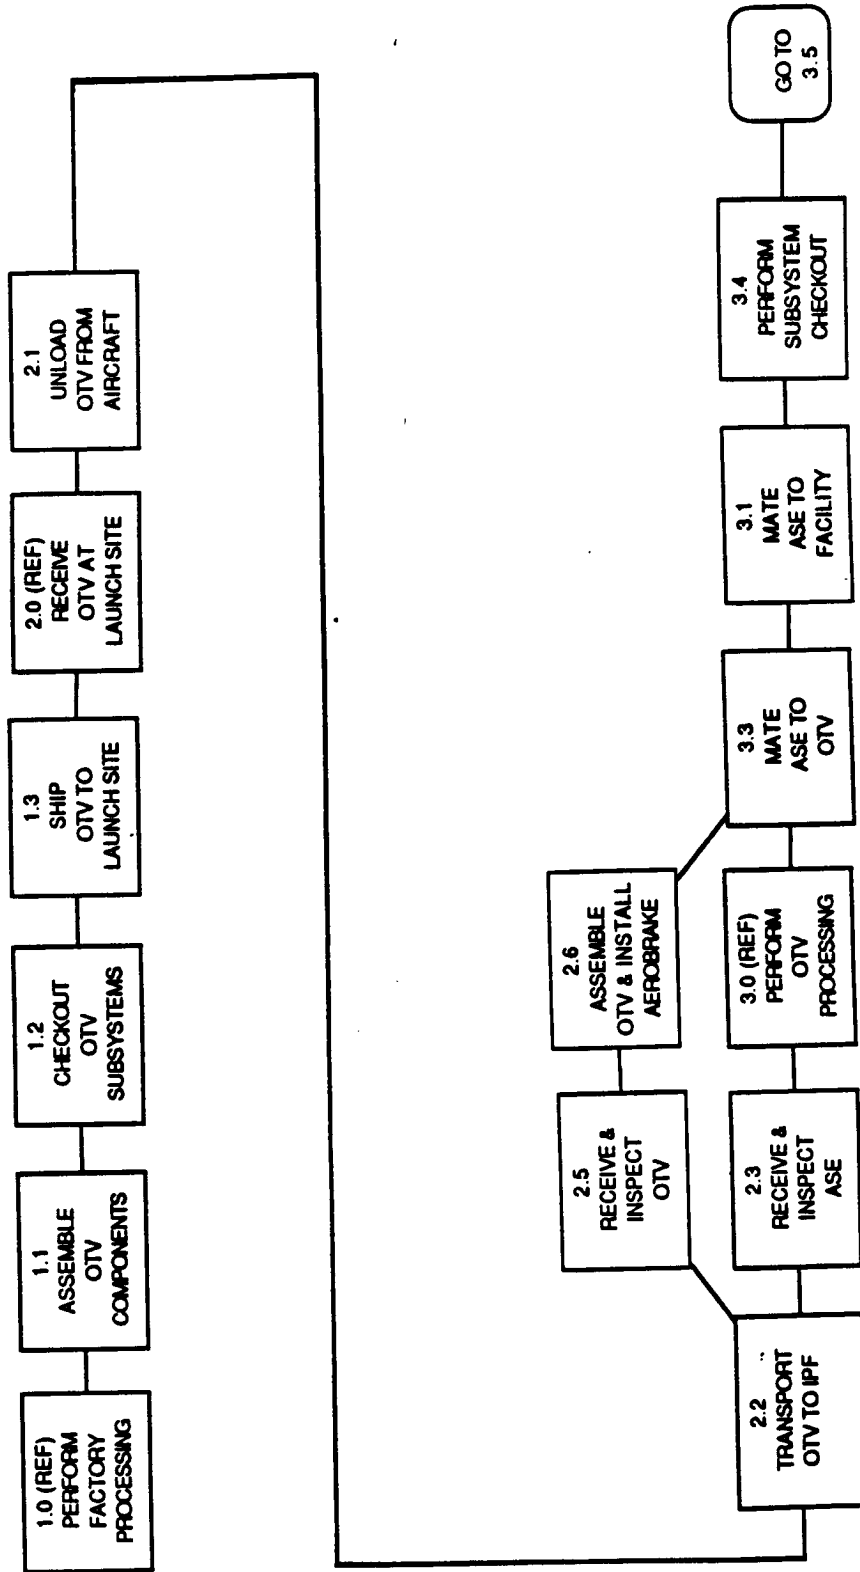 1.0 (REF)
PERFORM
FACTORY
PROCESSING
1.1
ASSEMBLE
OTV
COMPONENTS
1.2
CHECKOUT
OTV
SUBSYSTEMS
1.3
SHIP
OTV TO
LAUNCH SITE
2.0 (REF)
RECEIVE
OTV AT
LAUNCH SITE
2.1
UNLOAD
OTV FROM
AIRCRAFT
2.2
TRANSPORT
OTV TO IPF
2.5
RECEIVE &
INSPECT
OTV
2.6
ASSEMBLE
OTV & INSTALL
AEROBRAKE
2.3
RECEIVE &
INSPECT
ASE
3.0 (REF)
PERFORM
OTV
PROCESSING
3.3
MATE
ASE TO
OTV
3.1
MATE
ASE TO
FACILITY
3.4
PERFORM
SUBSYSTEM
CHECKOUT
GO TO
3.5